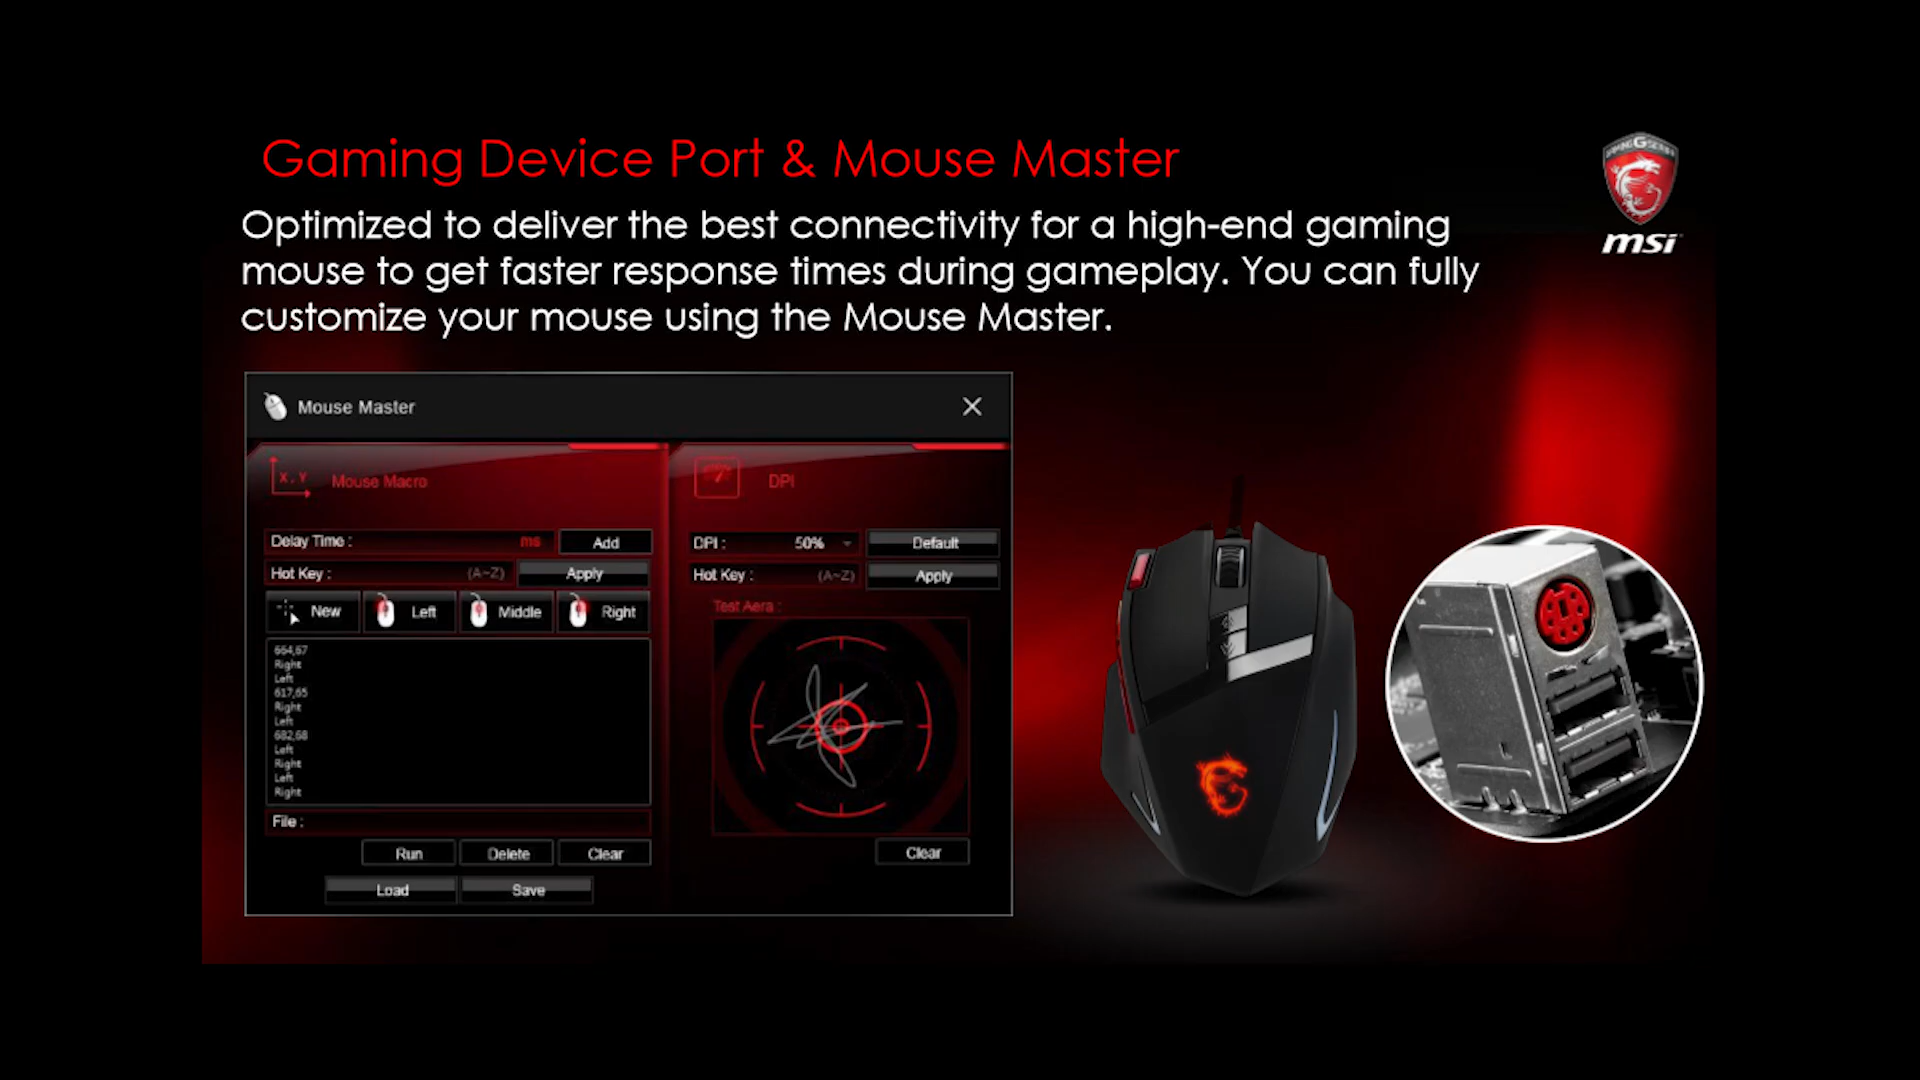 Gaming Device Port & Mouse Master
Optimized to deliver the best connectivity for a high-end gaming
mouse to get faster response times during gameplay. You can fully
customize your mouse using the Mouse Master.
GAMING G SERIES
msi
Mouse Master
X, Y
Mouse Macro
Delay Time :
ms
Add
Hot Key :
(A~Z)
Apply
New
Left
Middle
Right
664,67
Right
Left
617,65
Right
Left
682,68
Left
Right
Left
Right
File :
Run
Delete
Clear
Load
Save
DPI
DPI :
50%
Default
Hot Key :
(A~Z)
Apply
Test Aera :
Clear